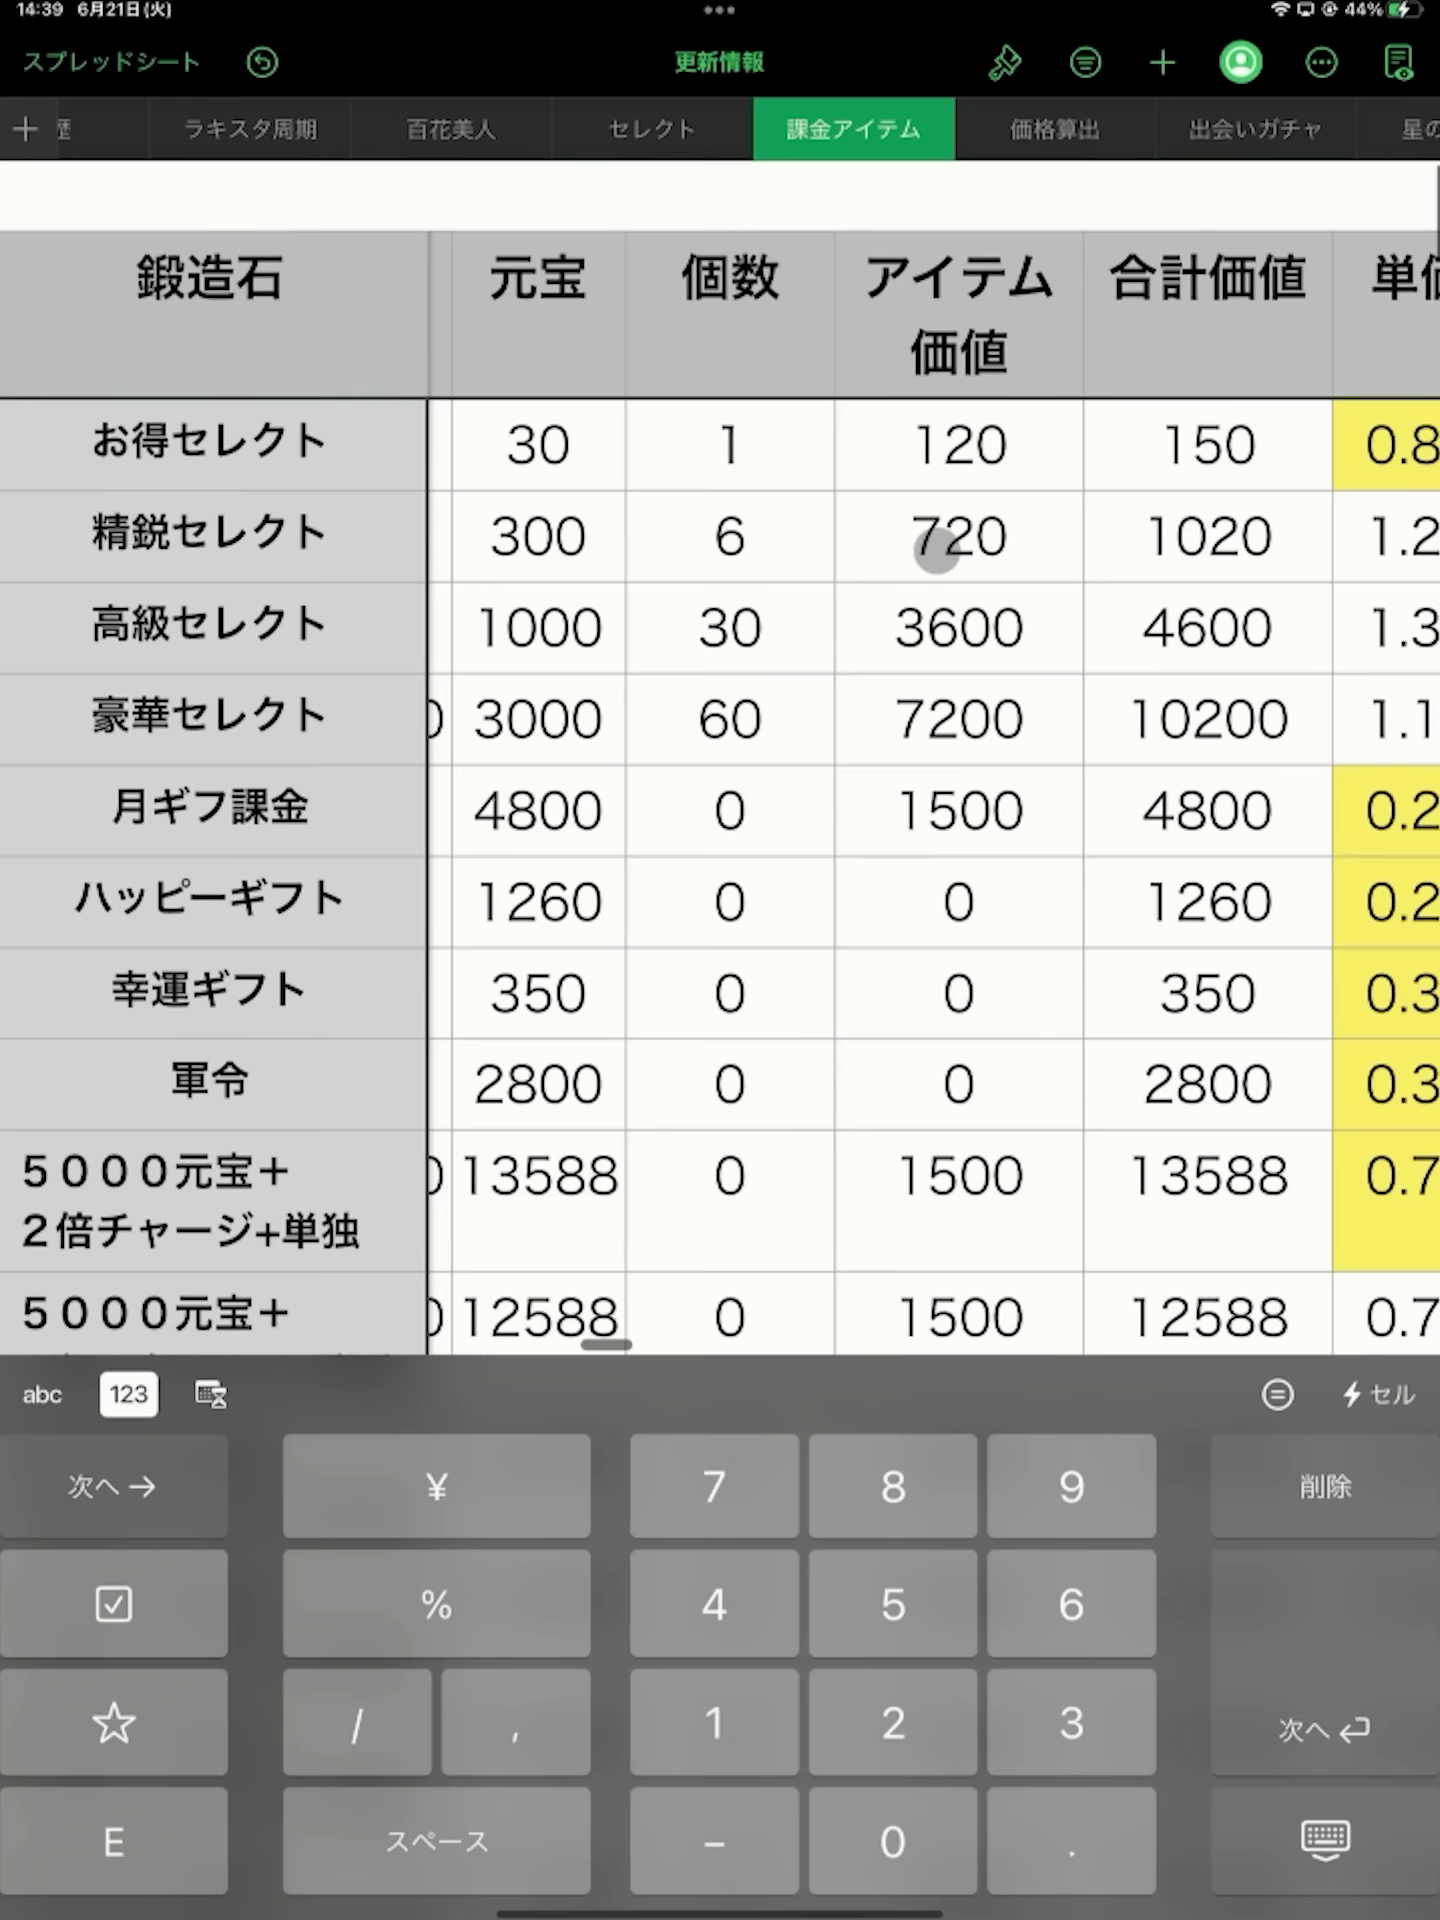 14:39 6月21日(火)
44%
スプレッドシート
更新情報
ラキスタ周期
百花美人
セレクト
課金アイテム
価格算出
出会いガチャ
星の
鍛造石 元宝 個数 アイテム 合計価値
価値
お得セレクト 30 1 120 150 0.8
精鋭セレクト 300 6 720 1020 1.2
高級セレクト 1000 30 3600 4600 1.3
豪華セレクト 3000 60 7200 10200 1.1
月ギフ課金 4800 0 1500 4800 0.2
ハッピーギフト 1260 0 0 1260 0.2
幸運ギフト 350 0 0 350 0.3
軍令 2800 0 0 2800 0.3
５０００元宝＋ 13588 0 1500 13588 0.7
２倍チャージ+単独
５０００元宝＋ 12588 0 1500 12588 0.7
abc 123 セル
次へ → ¥ 7 8 9 削除
% 4 5 6
/ , 1 2 3 次へ
E スペース – 0 .